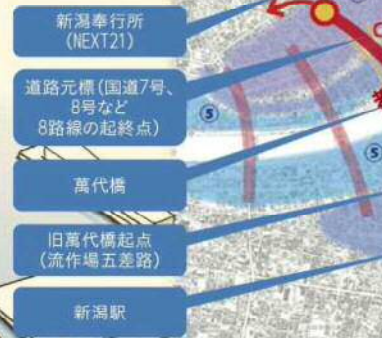 新潟奉行所
(NEXT21)
道路元標(国道7号、
8号など
8路線の起終点)
⑤
萬代橋
⑤
旧萬代橋起点
(流作場五差路)
新潟駅